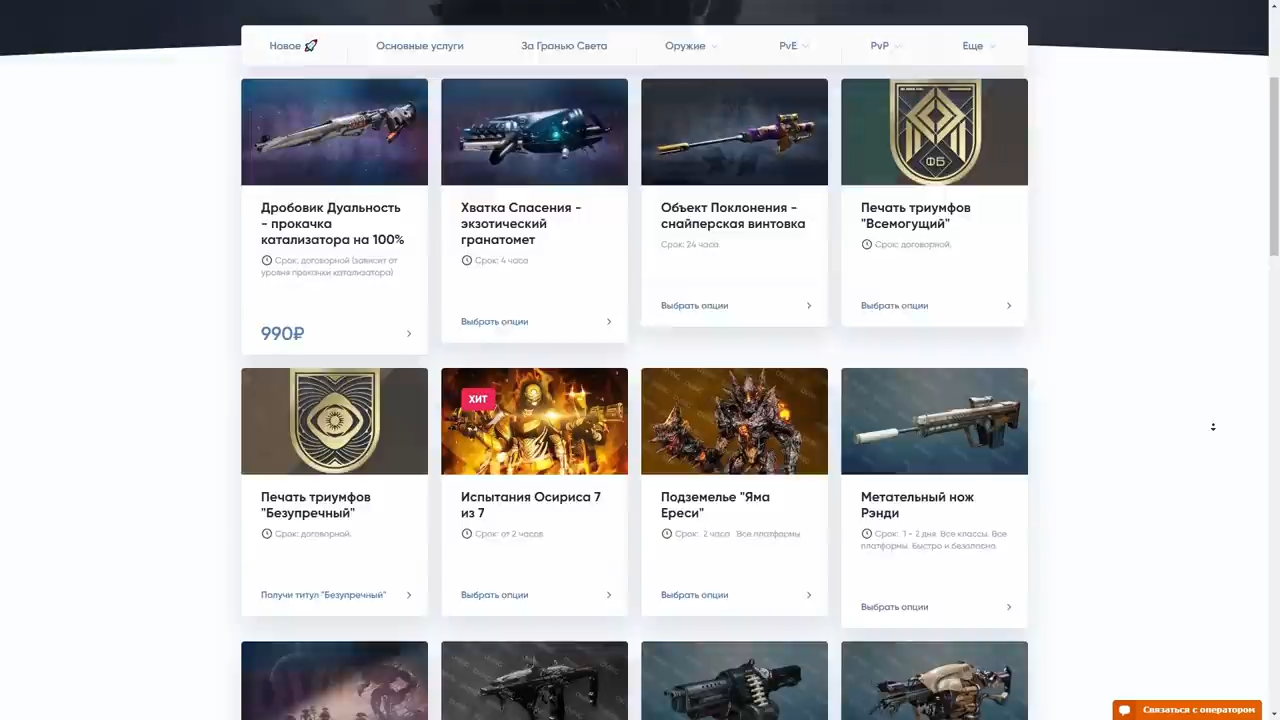 Новое
Основные услуги
За Гранью Света
Оружие
PvE
PvP
Еще
Дробовик Дуальность
- прокачка
катализатора на 100%
Срок: договорной (зависит от
уровня прокачки катализатора)
990₽
Хватка Спасения -
экзотический
гранатомет
Срок: 4 часа
Выбрать опции
Объект Поклонения -
снайперская винтовка
Срок: 24 часа.
Выбрать опции
ФБ
Печать триумфов
"Всемогущий"
Срок: договорной.
Выбрать опции
Печать триумфов
"Безупречный"
Срок: договорной.
Получи титул "Безупречный"
ХИТ
Испытания Осириса 7
из 7
Срок: от 2 часов
Выбрать опции
Подземелье "Яма
Ереси"
Срок: 2 часа Все платформы
Выбрать опции
Метательный нож
Рэнди
Срок: 1 - 2 дня. Все классы. Все
платформы. Быстро и безопасно.
Выбрать опции
Связаться с оператором